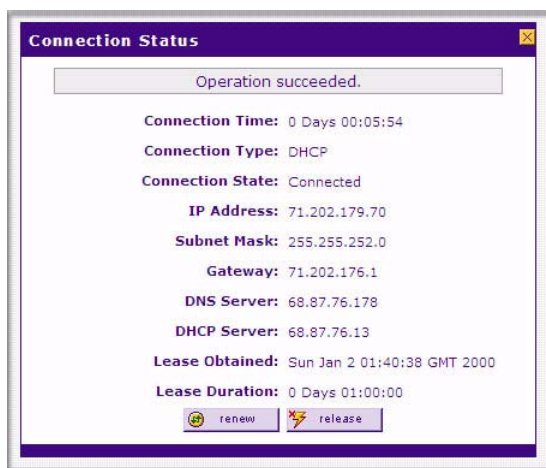 Connection Status
Operation succeeded.
Connection Time: 0 Days 00:05:54
Connection Type: DHCP
Connection State: Connected
IP Address: 71.202.179.70
Subnet Mask: 255.255.252.0
Gateway: 71.202.176.1
DNS Server: 68.87.76.178
DHCP Server: 68.87.76.13
Lease Obtained: Sun Jan 2 01:40:38 GMT 2000
Lease Duration: 0 Days 01:00:00
renew release